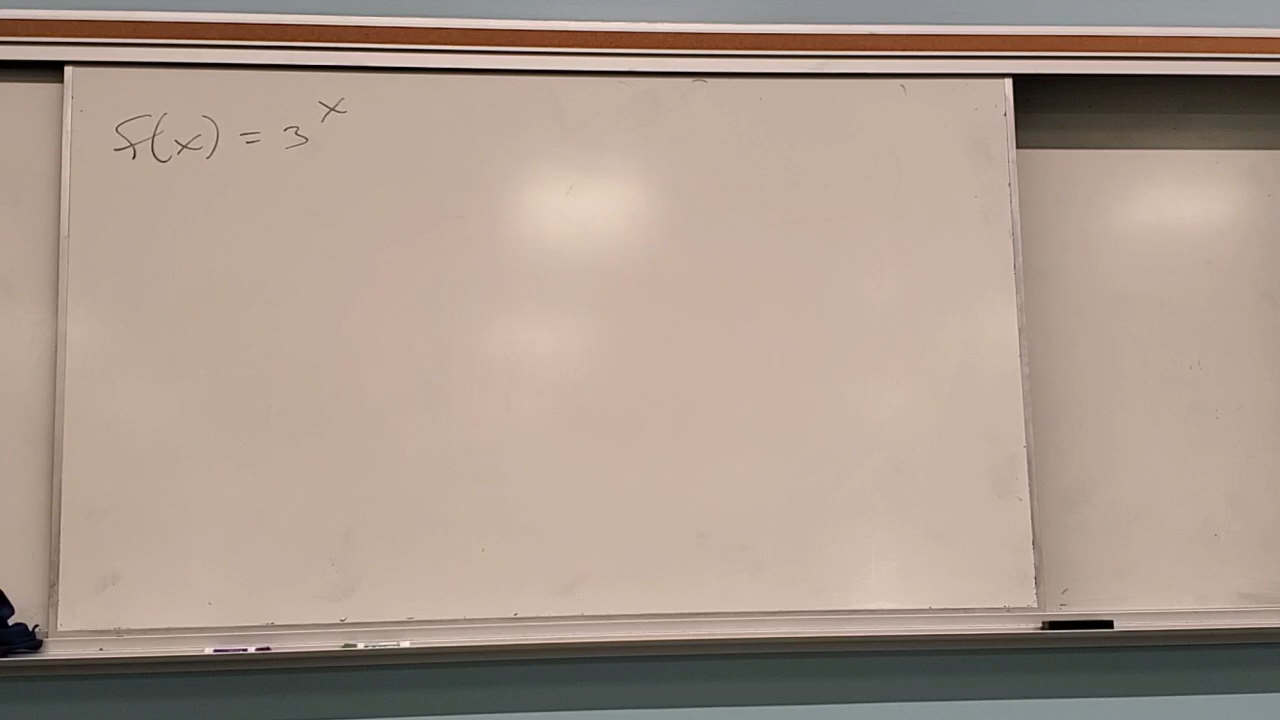 f(x) = 3^x